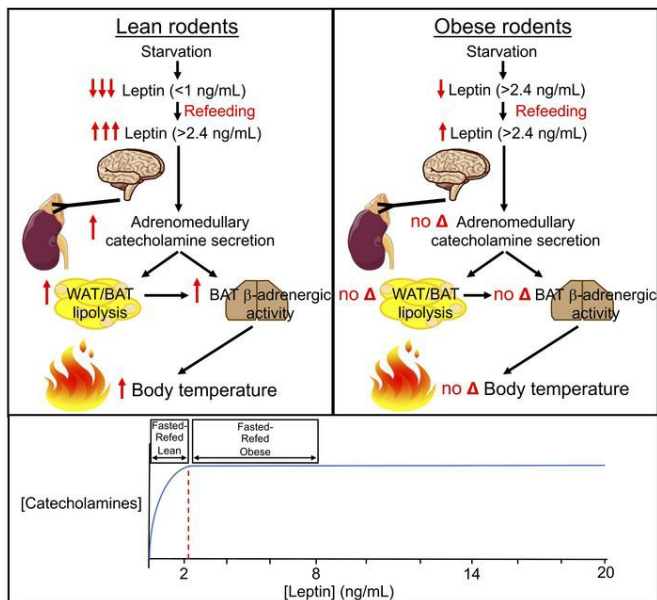 Lean rodents
Starvation
↓↓↓ Leptin (<1 ng/mL)
Refeeding
↑↑↑ Leptin (>2.4 ng/mL)
↑ Adrenomedullary
catecholamine secretion
↑ WAT/BAT
lipolysis
↑ BAT β-adrenergic
activity
↑ Body temperature
Obese rodents
Starvation
↓ Leptin (>2.4 ng/mL)
Refeeding
↑ Leptin (>2.4 ng/mL)
no Δ Adrenomedullary
catecholamine secretion
no Δ WAT/BAT
lipolysis
no Δ BAT β-adrenergic
activity
no Δ Body temperature
Fasted-
Refed
Lean
Fasted-
Refed
Obese
[Catecholamines]
2 8 14 20
[Leptin] (ng/mL)